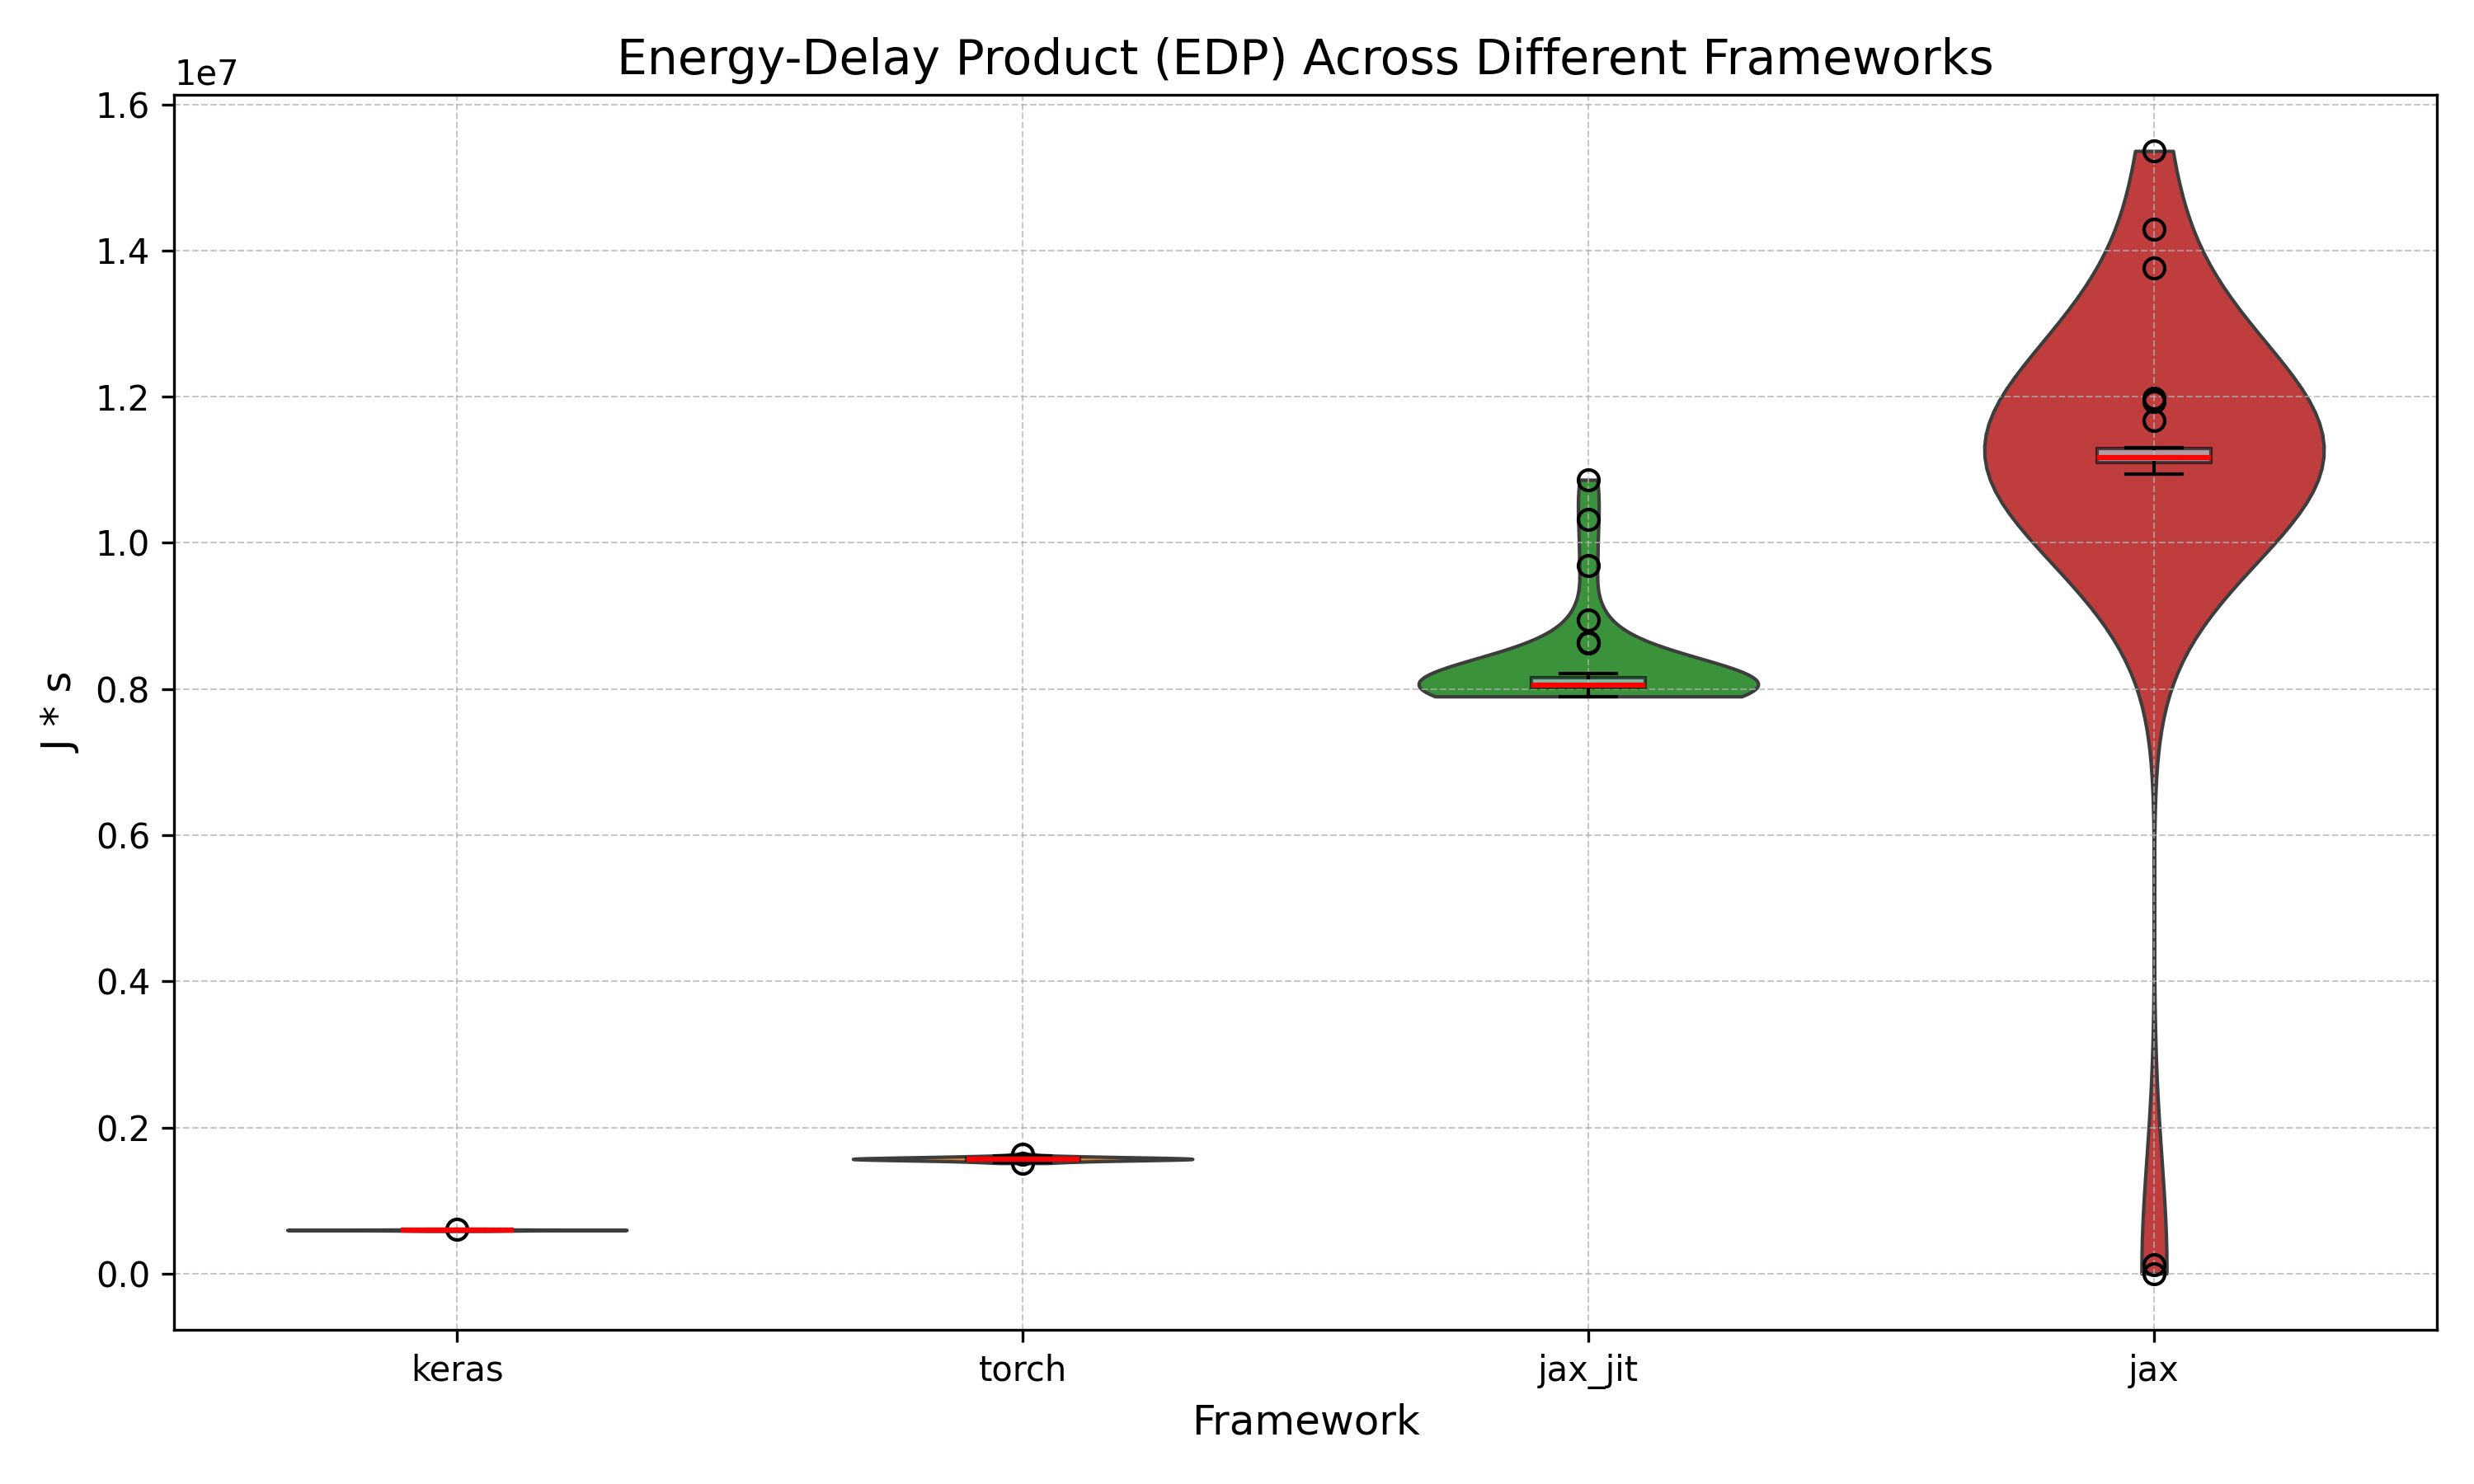 Energy-Delay Product (EDP) Across Different Frameworks
1e7
1.6
1.4
1.2
1.0
0.8
0.6
0.4
0.2
0.0
J * s
keras torch jax_jit jax
Framework